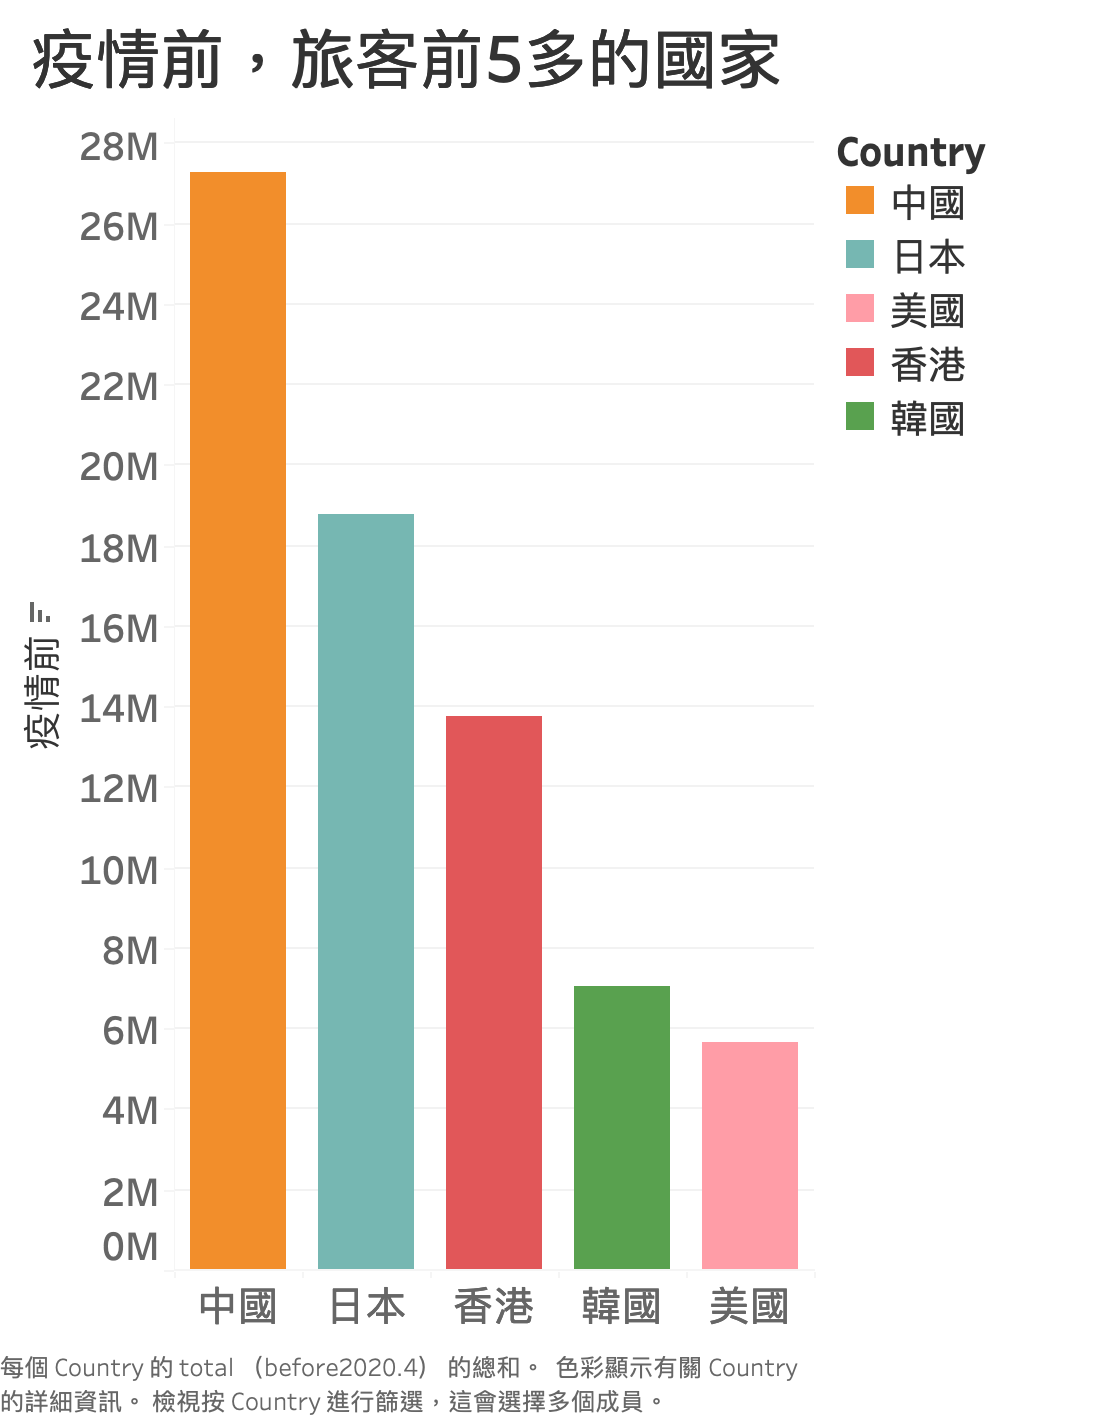 疫情前，旅客前5多的國家
28M
26M
24M
22M
20M
18M
16M
14M
12M
10M
8M
6M
4M
2M
0M
疫情前
中國
日本
香港
韓國
美國
Country
中國
日本
美國
香港
韓國
每個 Country 的 total （before2020.4） 的總和。 色彩顯示有關 Country
的詳細資訊。 檢視按 Country 進行篩選，這會選擇多個成員。